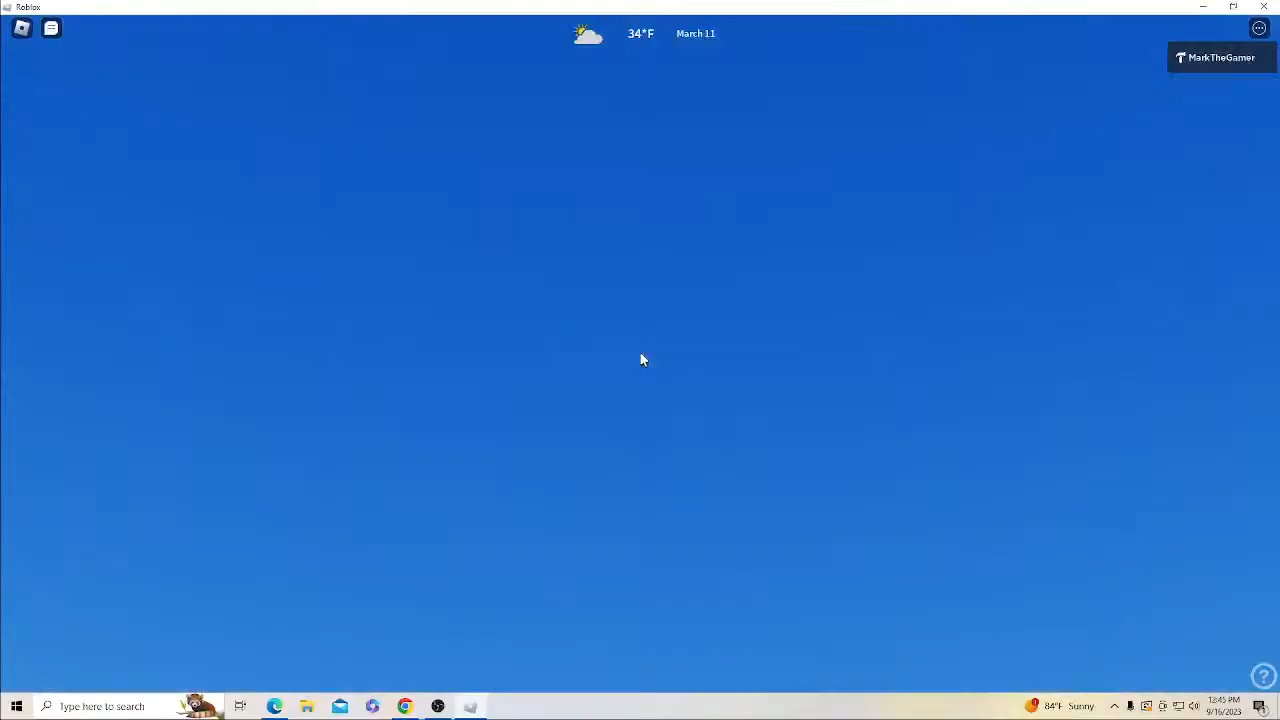 Roblox
34°F March 11
MarkTheGamer
Type here to search
84°F Sunny
12:45 PM
9/16/2023